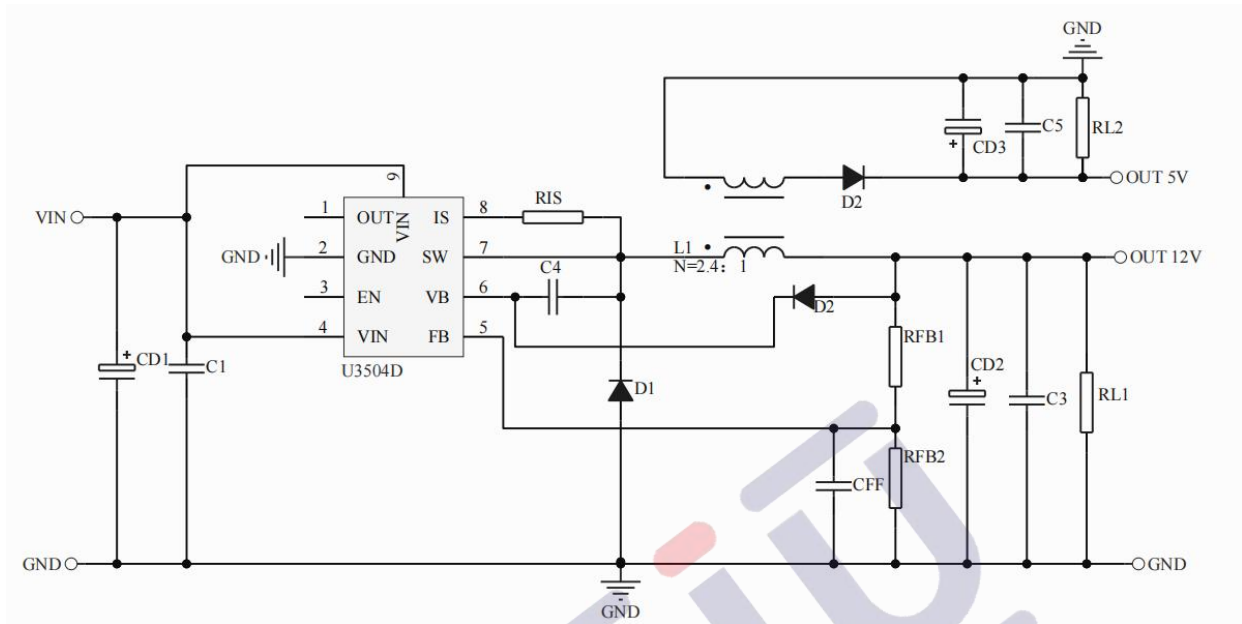 GND
CD3
+
C5
RL2
D2
OUT 5V
VIN
9
1
OUT
VIN
IS
8
RIS
GND
2
GND
SW
7
L1
N=2.4：1
OUT 12V
3
EN
VB
6
C4
D2
4
VIN
FB
5
RFB1
+
CD1
C1
U3504D
D1
+
CD2
C3
RL1
RFB2
CFF
GND
GND
GND